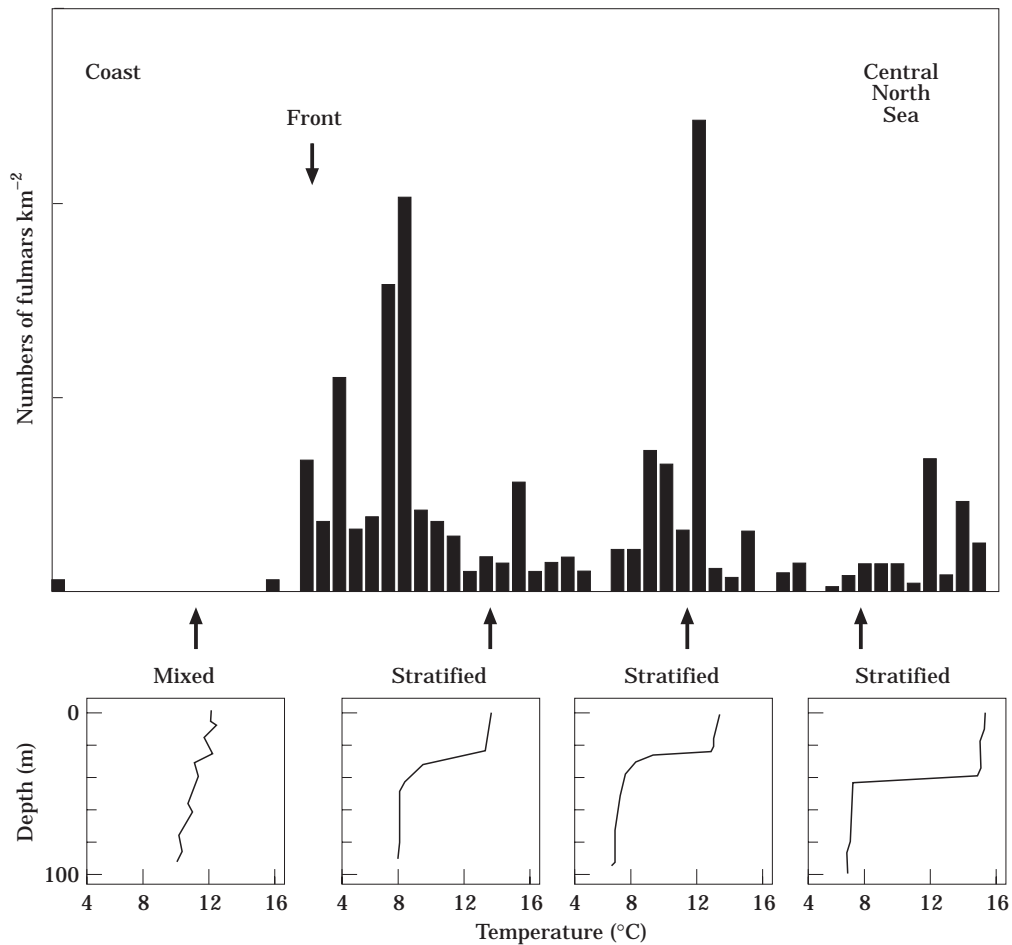 Coast
Central
North
Sea
Front
Numbers of fulmars km⁻²
Mixed
Stratified
Stratified
Stratified
0
100
Depth (m)
4 8 12 16
4 8 12 16
4 8 12 16
4 8 12 16
Temperature (°C)